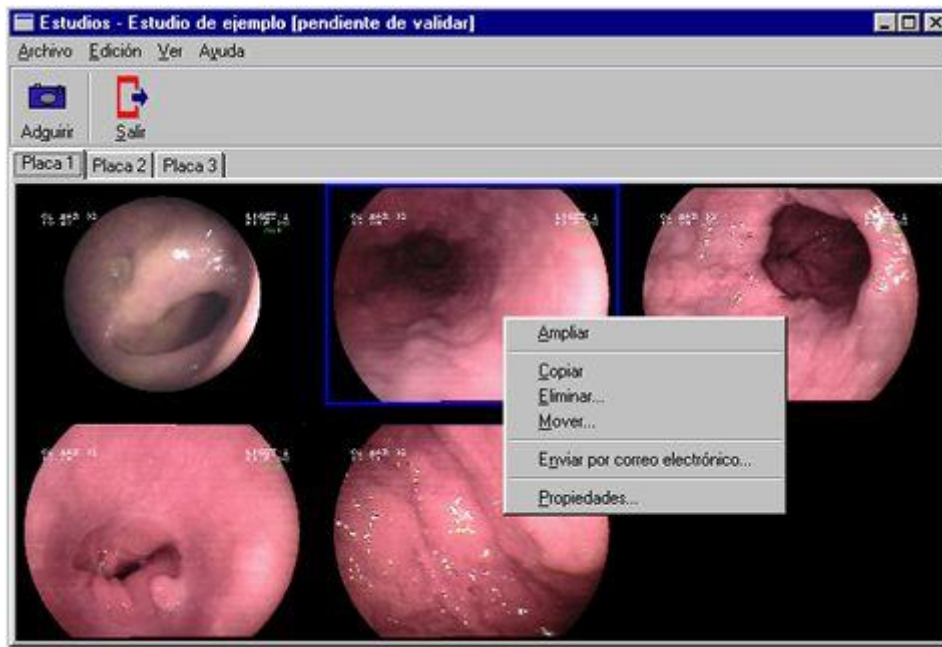 Estudios - Estudio de ejemplo [pendiente de validar]
Archivo Edición Ver Ayuda
Adguirir Salir
Placa 1 Placa 2 Placa 3
Ampliar
Copiar
Eliminar...
Mover...
Enviar por correo electrónico...
Propiedades...